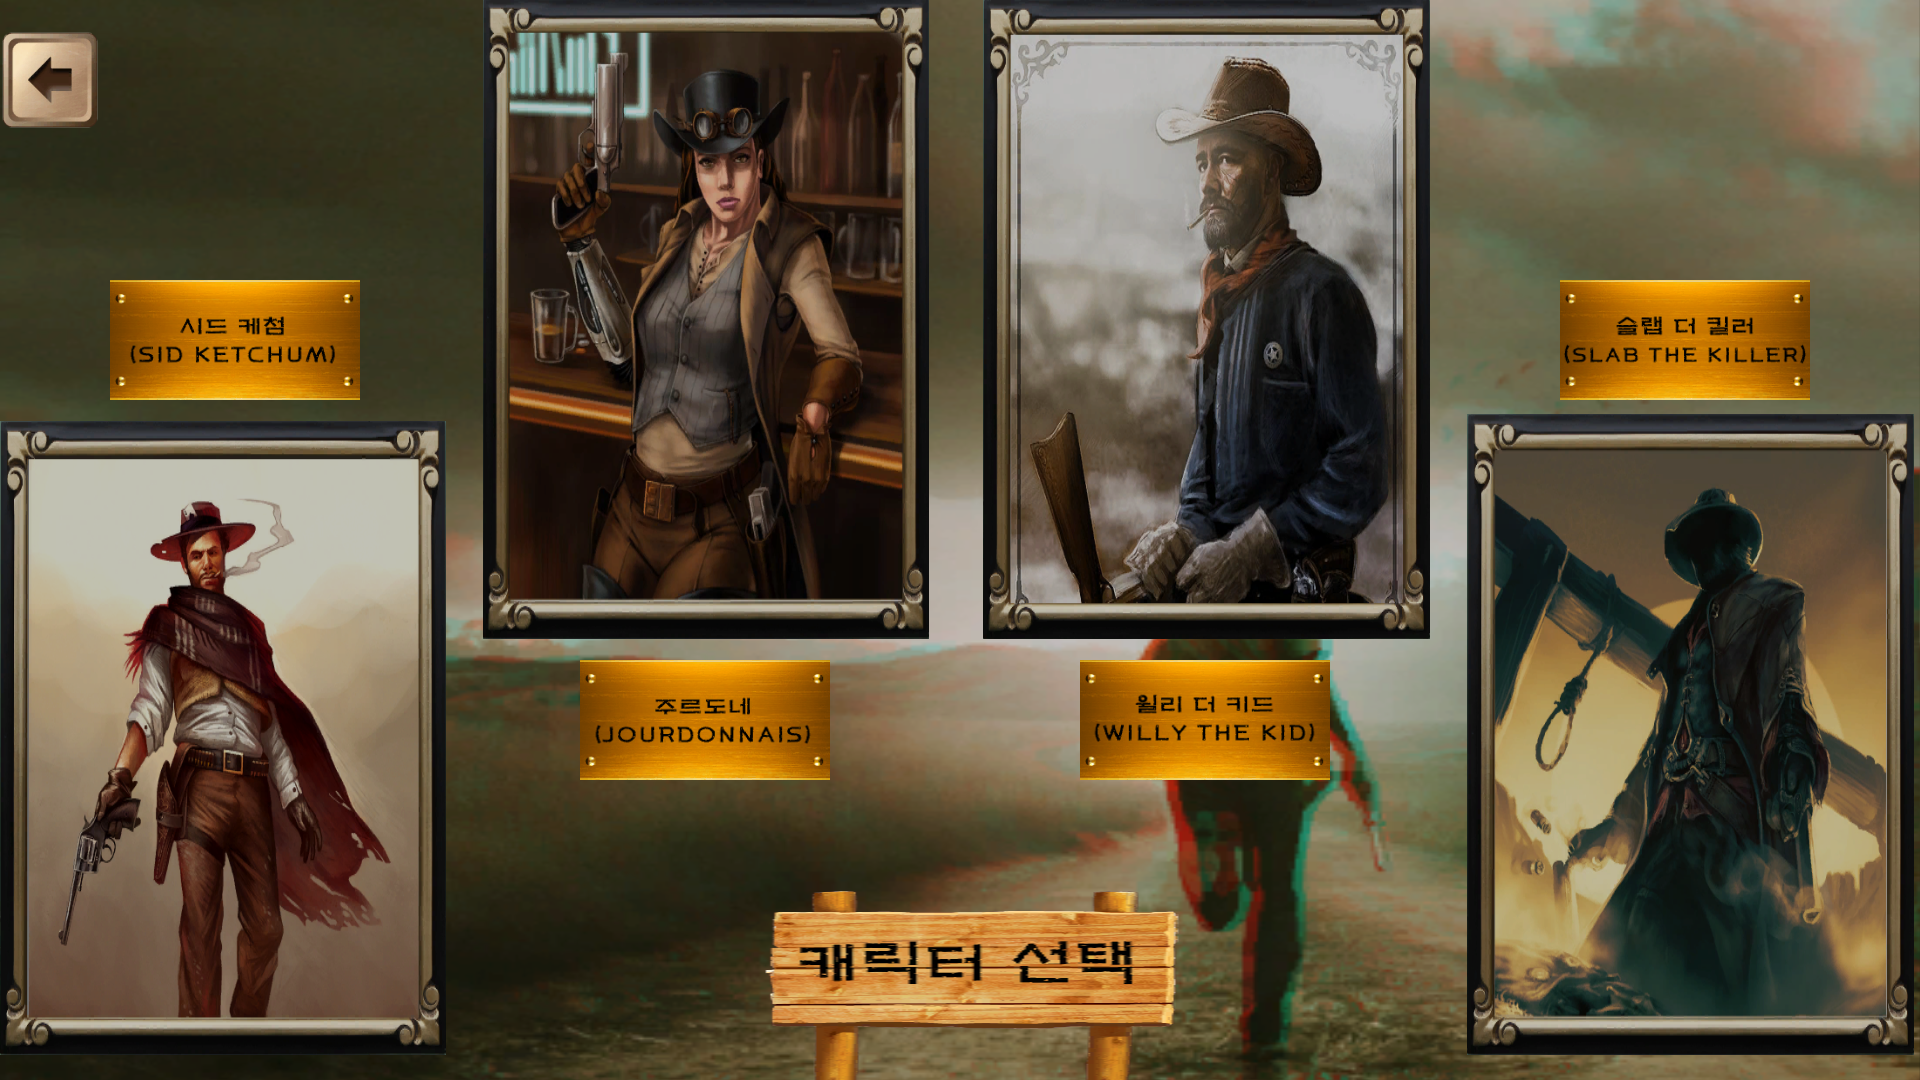 시드 케첨
(SID KETCHUM)
슬랩 더 킬러
(SLAB THE KILLER)
주르도네
(JOURDONNAIS)
윌리 더 키드
(WILLY THE KID)
캐릭터 선택